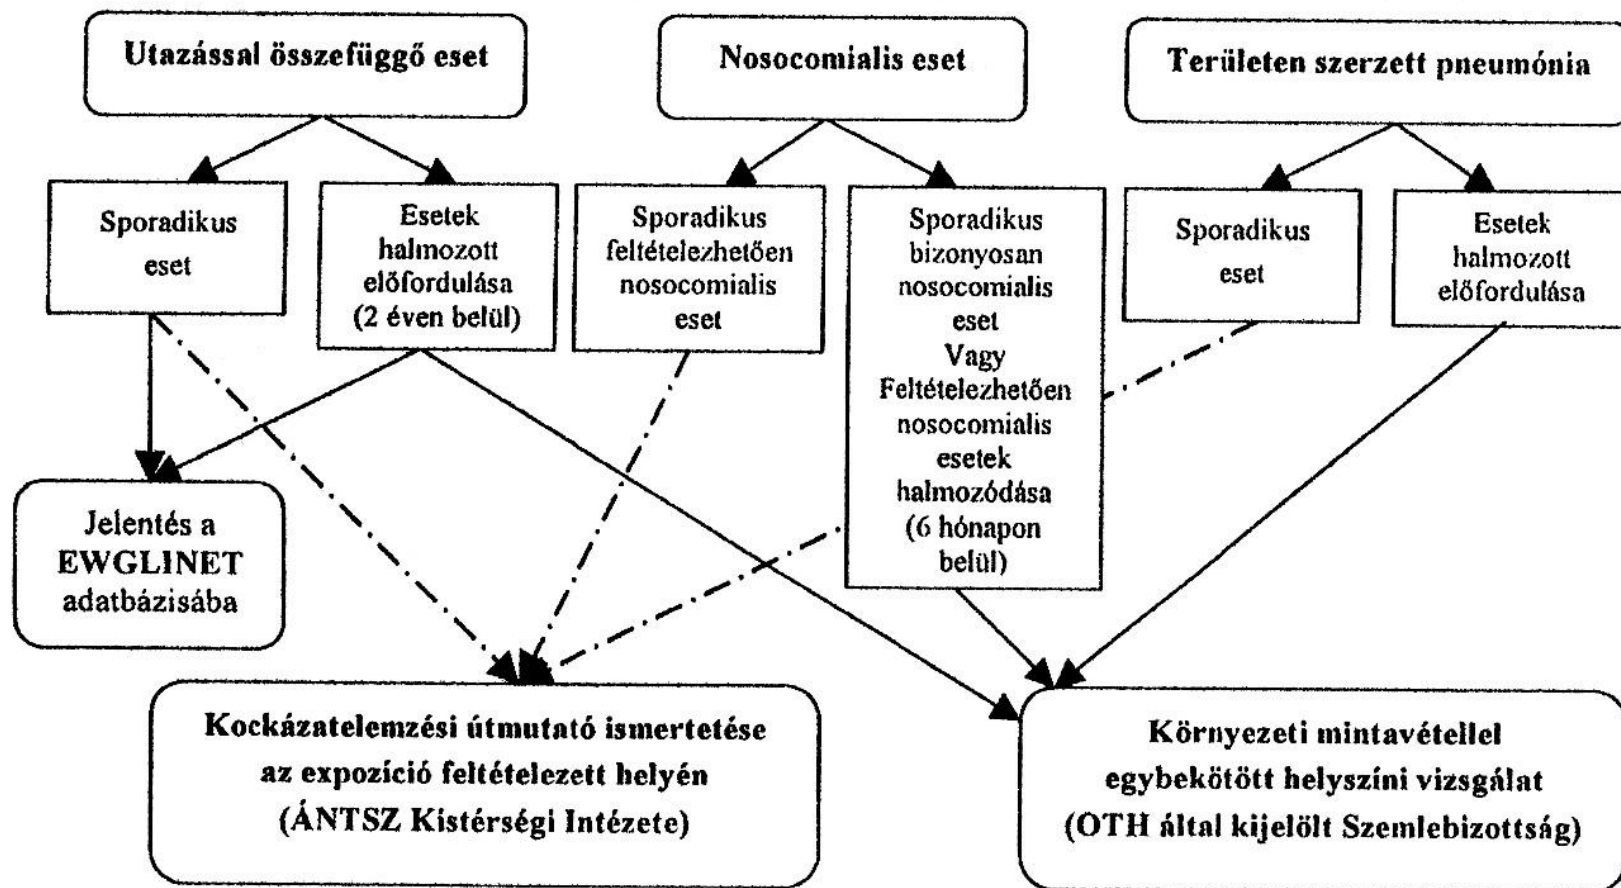 Utazással összefüggő eset
Nosocomialis eset
Területen szerzett pneumónia
Sporadikus
eset
Esetek
halmozott
előfordulása
(2 éven belül)
Sporadikus
feltételezhetően
nosocomialis
eset
Sporadikus
bizonyosan
nosocomialis
eset
Vagy
Feltételezhetően
nosocomialis
esetek
halmozódása
(6 hónapon
belül)
Sporadikus
eset
Esetek
halmozott
előfordulása
Jelentés a
EWGLINET
adatbázisába
Kockázatelemzési útmutató ismertetése
az expozíció feltételezett helyén
(ÁNTSZ Kistérségi Intézete)
Környezeti mintavétellel
egybekötött helyszíni vizsgálat
(OTH által kijelölt Szemlebizottság)